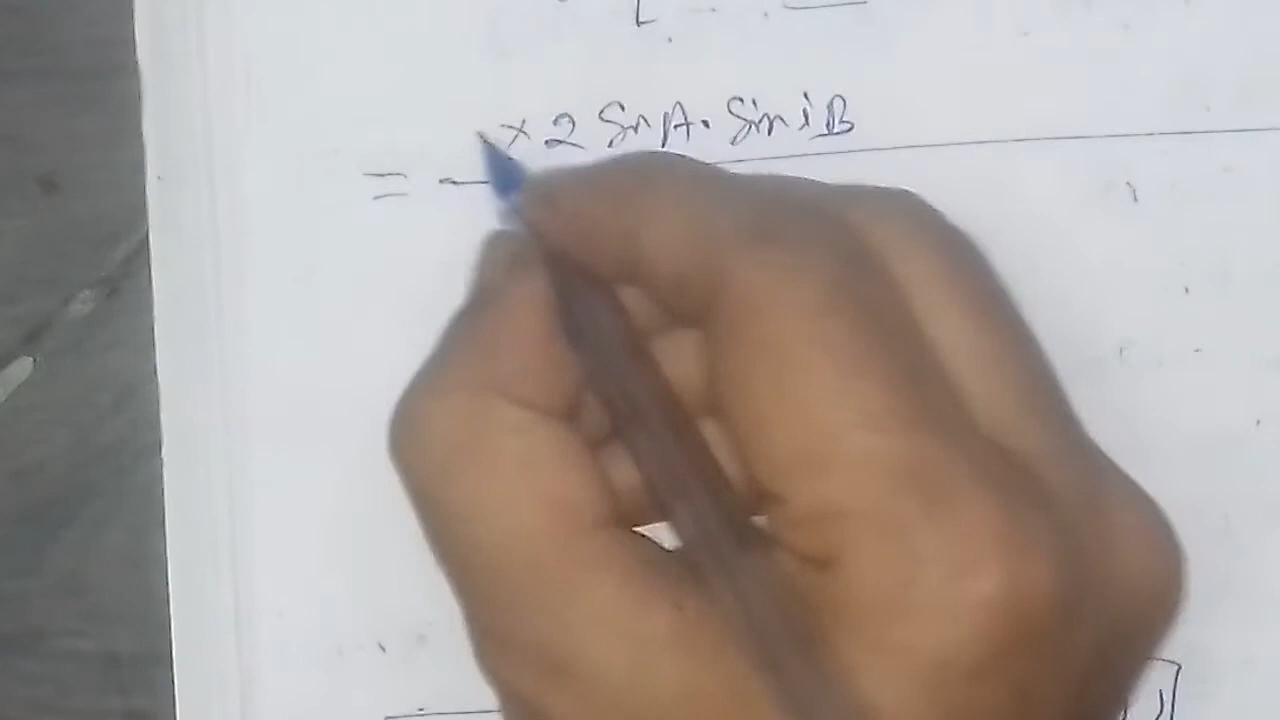 × 2 Sin A . Sin i B
=